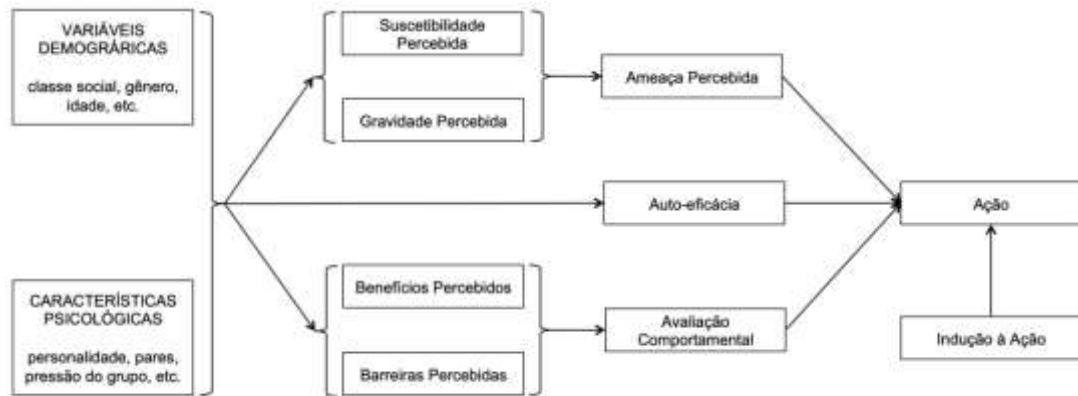 VARIÁVEIS
DEMOGRÁRICAS
classe social, gênero,
idade, etc.
CARACTERÍSTICAS
PSICOLÓGICAS
personalidade, pares,
pressão do grupo, etc.
Suscetibilidade
Percebida
Gravidade Percebida
Benefícios Percebidos
Barreiras Percebidas
Ameaça Percebida
Auto-eficácia
Avaliação
Comportamental
Ação
Indução à Ação